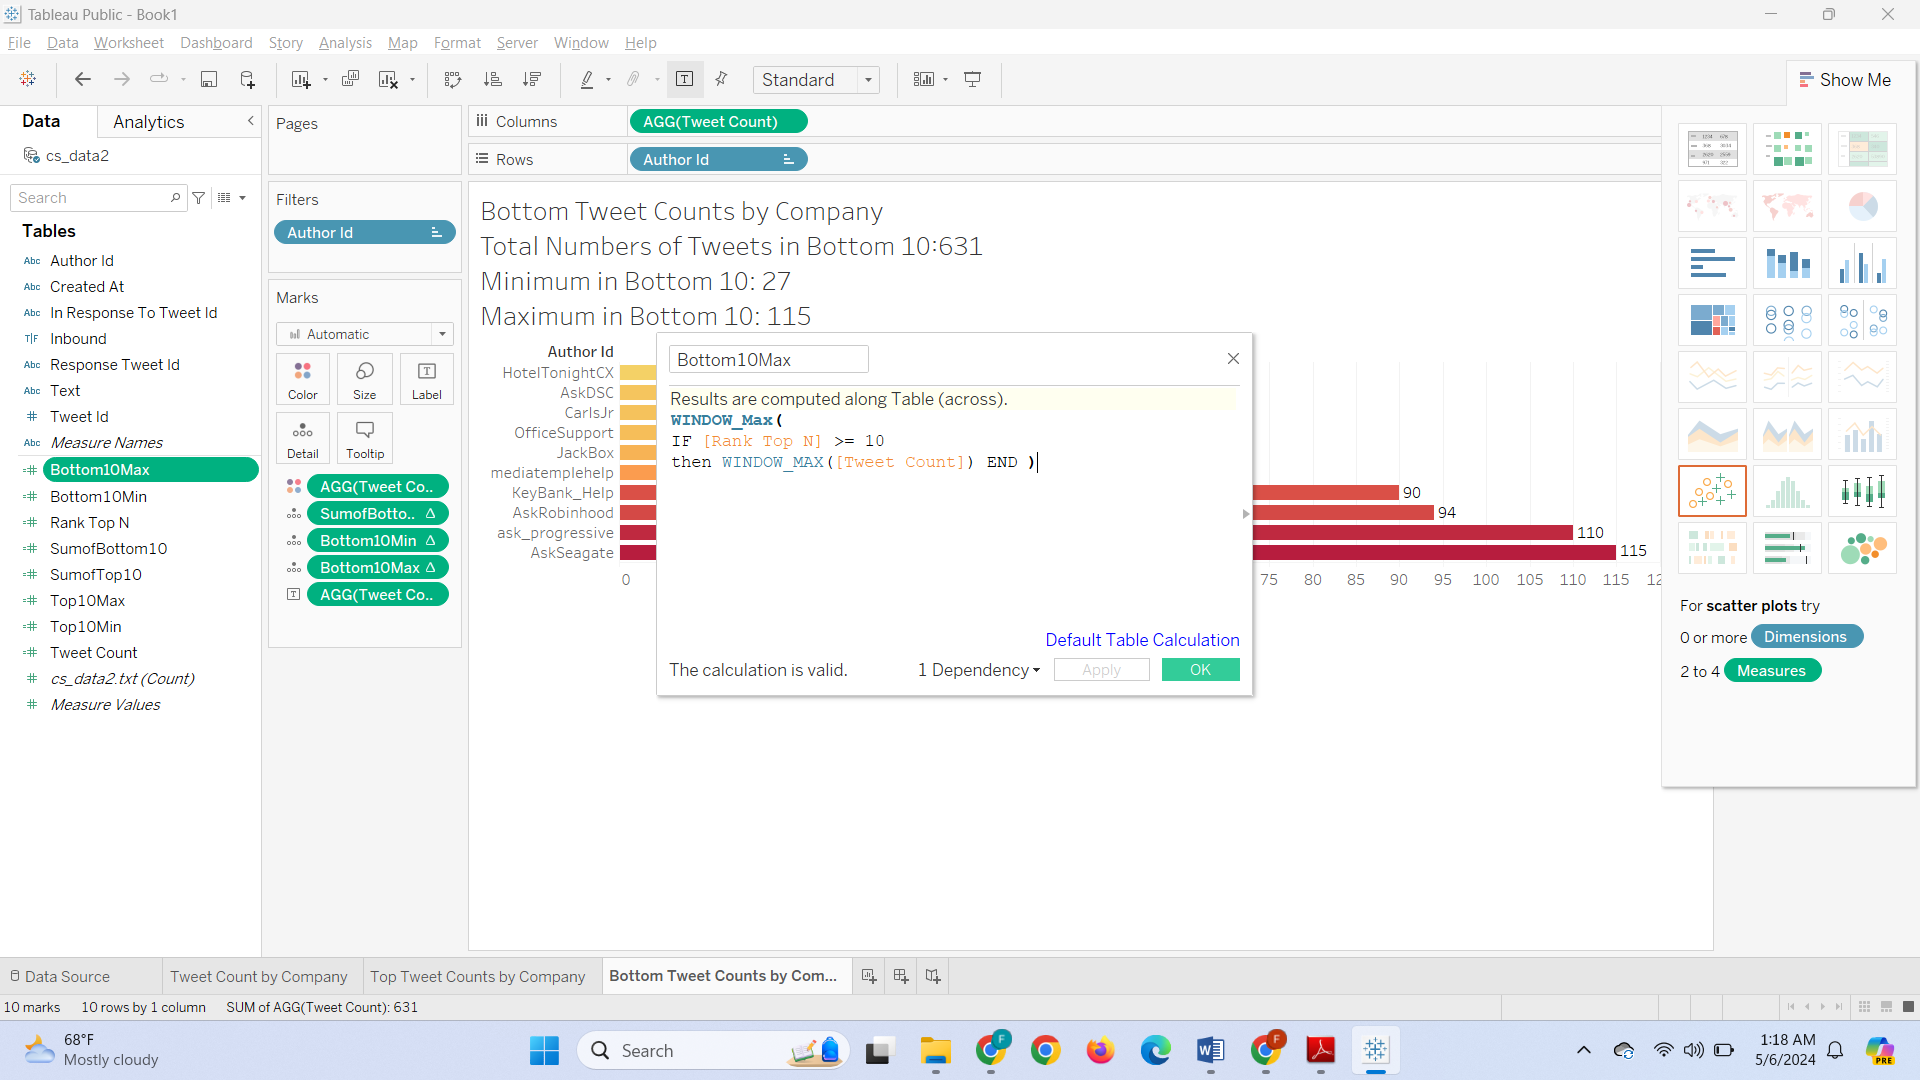 Tableau Public - Book1
File Data Worksheet Dashboard Story Analysis Map Format Server Window Help
Standard
Show Me
Data Analytics
cs_data2
Search
Tables
Abc Author Id
Abc Created At
Abc In Response To Tweet Id
T|F Inbound
Abc Response Tweet Id
Abc Text
# Tweet Id
Abc Measure Names
=# Bottom10Max
=# Bottom10Min
=# Rank Top N
=# SumofBottom10
=# SumofTop10
=# Top10Max
=# Top10Min
=# Tweet Count
# cs_data2.txt (Count)
# Measure Values
Pages
Filters
Author Id
Marks
Automatic
Color Size Label
Detail Tooltip
AGG(Tweet Co..
SumofBotto.. Δ
Bottom10Min Δ
Bottom10Max Δ
AGG(Tweet Co..
Columns AGG(Tweet Count)
Rows Author Id
Bottom Tweet Counts by Company
Total Numbers of Tweets in Bottom 10:631
Minimum in Bottom 10: 27
Maximum in Bottom 10: 115
Author Id
HotelTonightCX
AskDSC
CarlsJr
OfficeSupport
JackBox
mediatemplehelp
KeyBank_Help 90
AskRobinhood 94
ask_progressive 110
AskSeagate 115
0 75 80 85 90 95 100 105 110 115 12
Bottom10Max
Results are computed along Table (across).
WINDOW_Max(
IF [Rank Top N] >= 10
then WINDOW_MAX([Tweet Count]) END )
Default Table Calculation
The calculation is valid. 1 Dependency Apply OK
For scatter plots try
0 or more Dimensions
2 to 4 Measures
Data Source Tweet Count by Company Top Tweet Counts by Company Bottom Tweet Counts by Com...
10 marks 10 rows by 1 column SUM of AGG(Tweet Count): 631
68°F
Mostly cloudy
Search
1:18 AM
5/6/2024
PRE